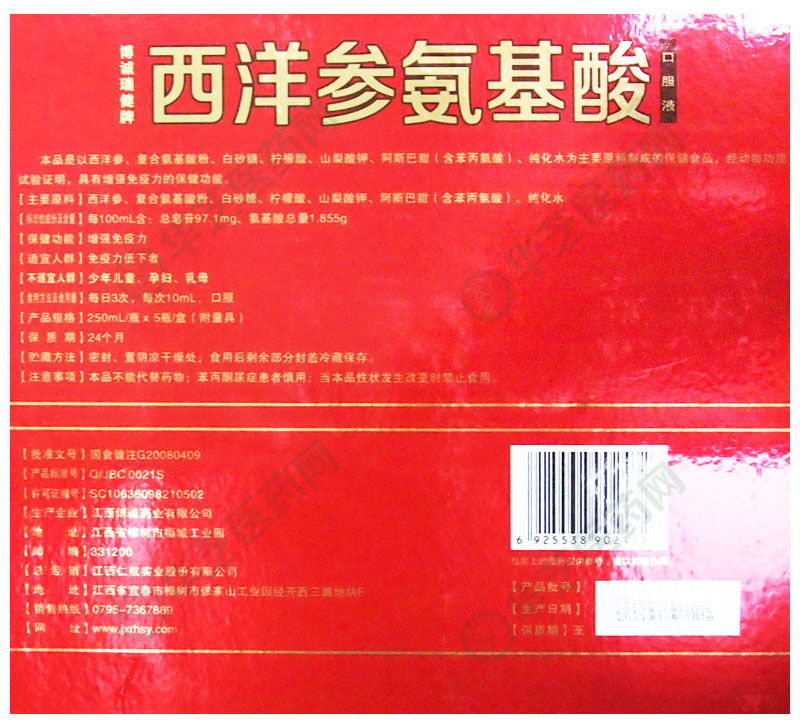 博诚瑞健牌
西洋参氨基酸
口服液
本品是以西洋参、复合氨基酸粉、白砂糖、柠檬酸、山梨酸钾、阿斯巴甜（含苯丙氨酸）、纯化水为主要原料制成的保健食品，经动物功能
试验证明，具有增强免疫力的保健功能。
【主要原料】西洋参、复合氨基酸粉、白砂糖、柠檬酸、山梨酸钾、阿斯巴甜（含苯丙氨酸）、纯化水
【标志性成份及含量】每100mL含：总皂苷97.1mg、氨基酸总量1.855g
【保健功能】增强免疫力
【适宜人群】免疫力低下者
【不适宜人群】少年儿童、孕妇、乳母
【食用方法及食用量】每日3次，每次10mL、口服
【产品规格】250mL/瓶 x 5瓶/盒（附量具）
【保 质 期】24个月
【贮藏方法】密封、置阴凉干燥处；食用后剩余部分封盖冷藏保存。
【注意事项】本品不能代替药物；苯丙酮尿症患者慎用；当本品性状发生改变时禁止食用。
【批准文号】国食健注G20080409
【产品标准号】Q/JBC 0021S
【许可证编号】SC10636098210502
【生产企业】江西博诚药业有限公司
【地 址】江西省樟树市福城工业园
【邮 编】331200
【总 经 销】江西仁航实业股份有限公司
【地 址】江西省宜春市樟树市张家山工业园经开西三路地块F
【销售热线】0795-7367889
【网 址】www.jxrhsy.com
6 925538 902
【产品批号】
【生产日期】
【保质期】至
华芝医药网
华芝医药网
华芝医药网